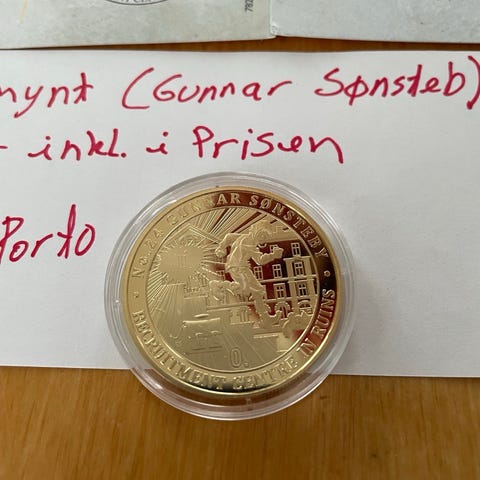 mynt (Gunnar Sønsteb)
- inkl. i Prisen
Porto
No. 24 GUNNAR SØNSTEBY
RECRUITMENT CENTRE IN RUINS